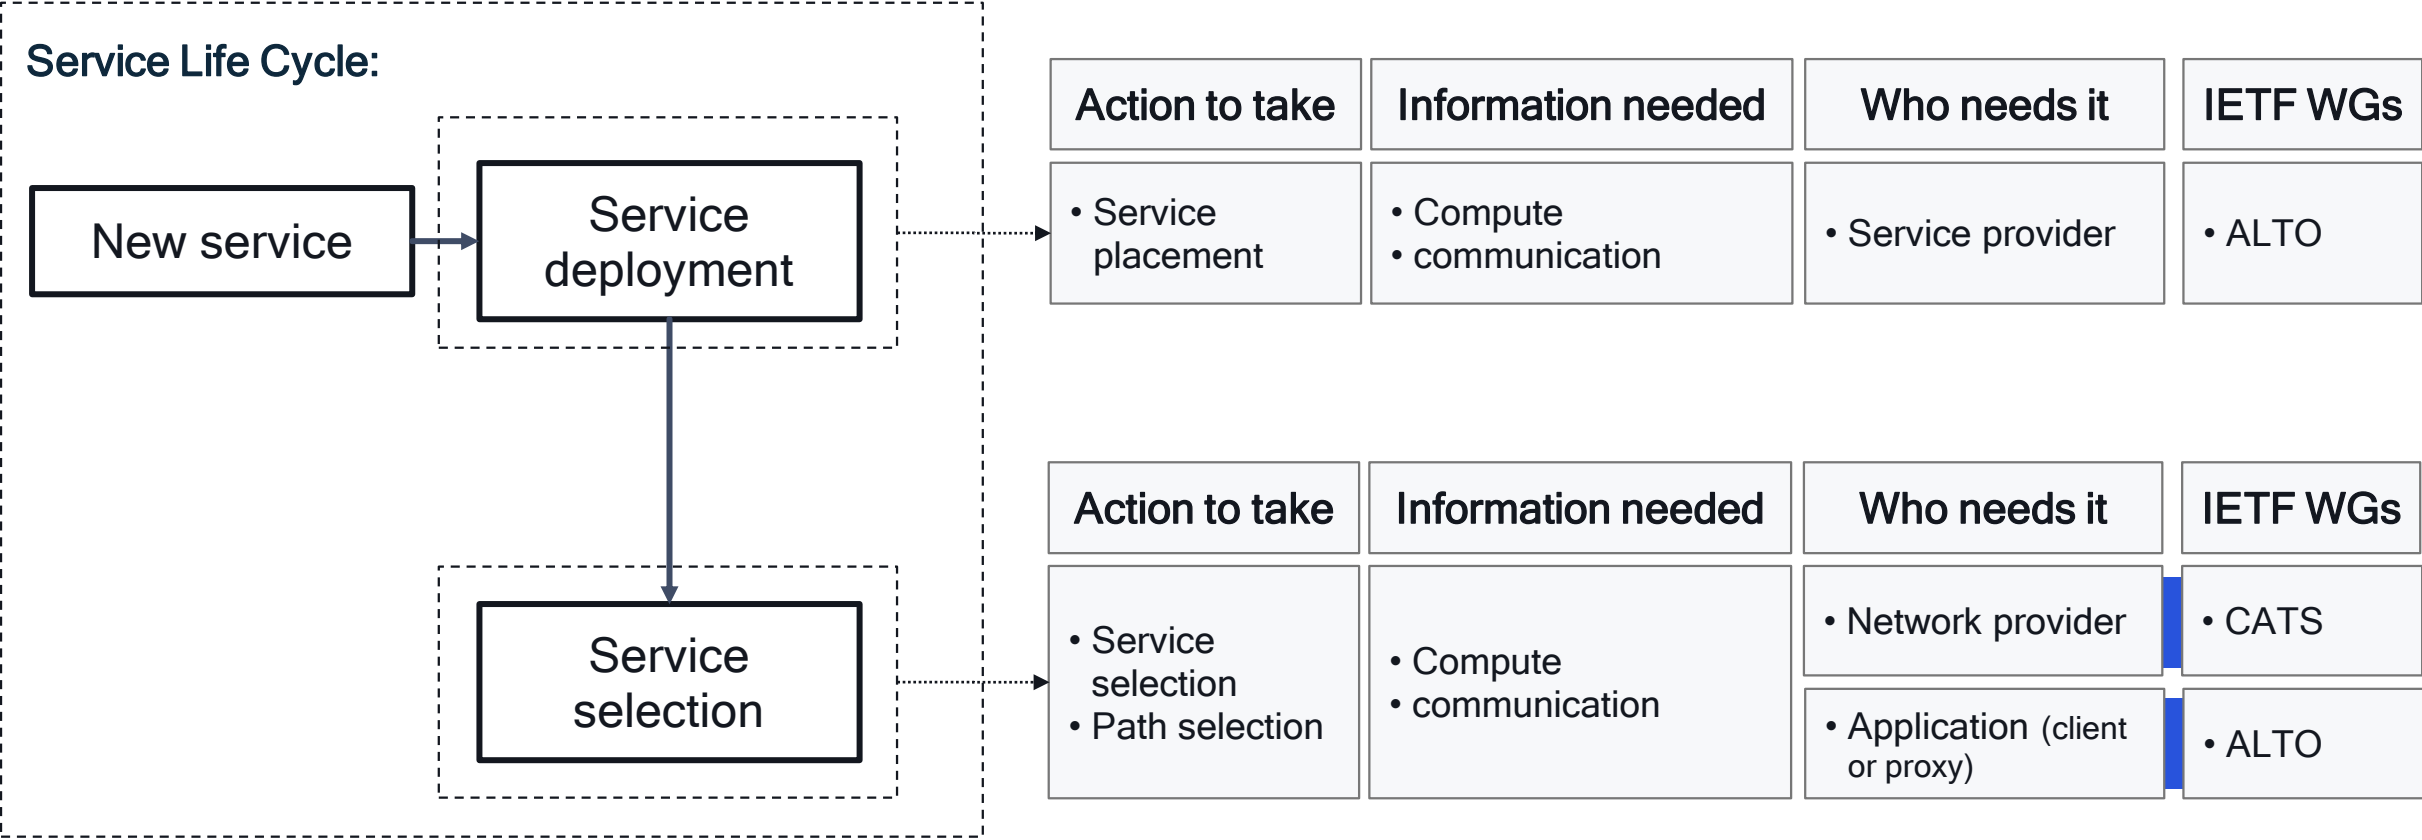 Service Life Cycle:
New service
Service
deployment
Action to take
Information needed
Who needs it
IETF WGs
• Service
placement
• Compute
• communication
• Service provider
• ALTO
Service
selection
Action to take
Information needed
Who needs it
IETF WGs
• Service
selection
• Path selection
• Compute
• communication
• Network provider
• CATS
• Application (client
or proxy)
• ALTO